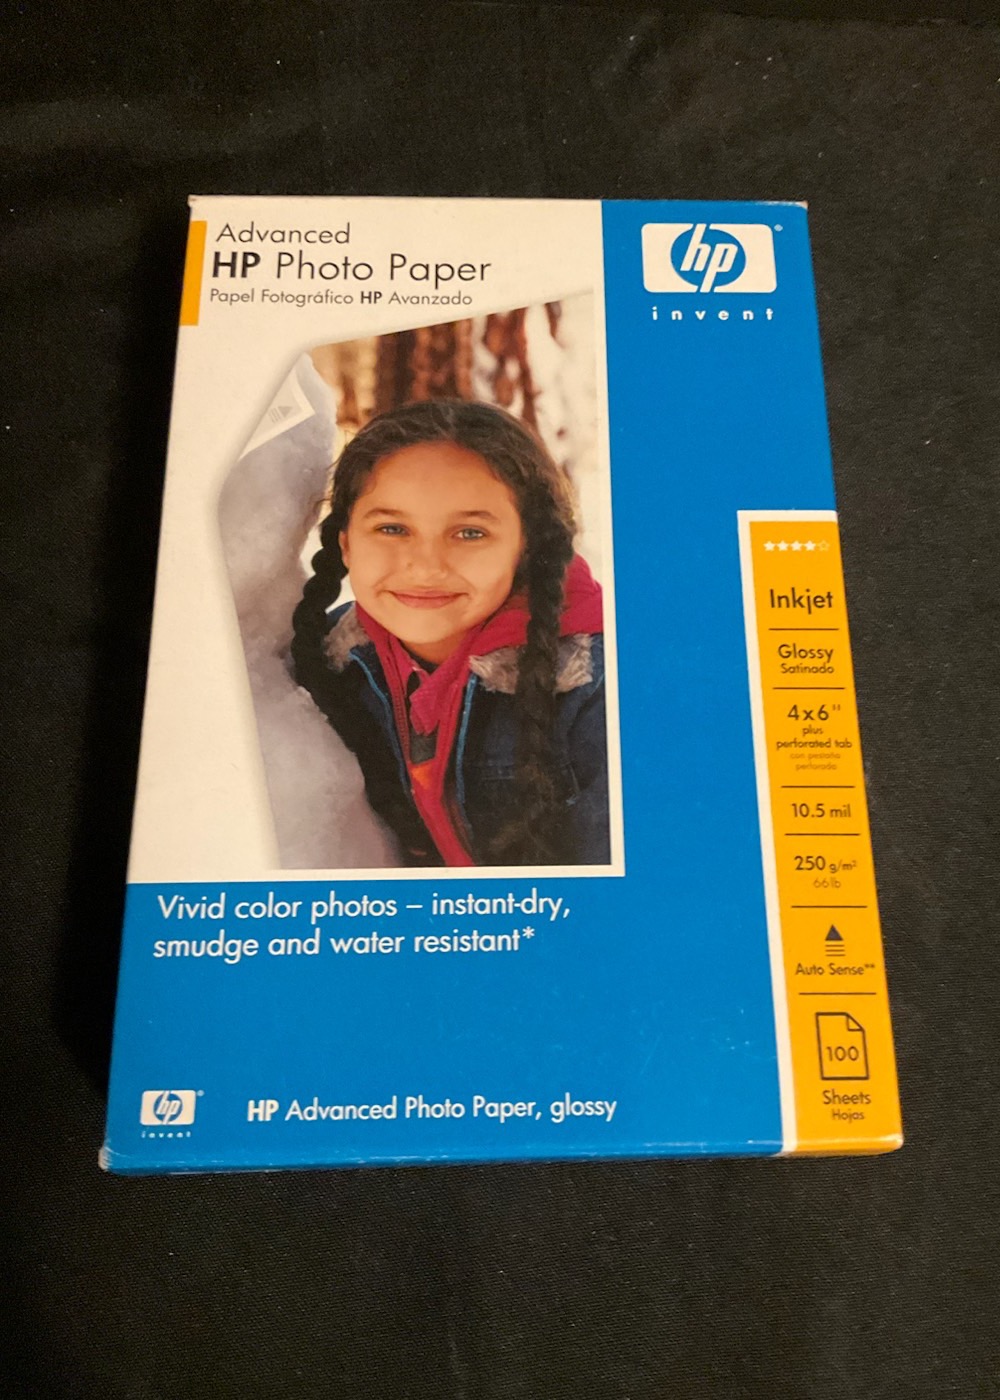 Advanced
HP Photo Paper
Papel Fotográfico HP Avanzado
hp®
invent
Inkjet
Glossy
Satinado
4x6"
plus
perforated tab
con pestaña
perforada
10.5 mil
250 g/m²
66 lb
Auto Sense**
100
Sheets
Hojas
Vivid color photos – instant-dry,
smudge and water resistant*
hp®
invent
HP Advanced Photo Paper, glossy